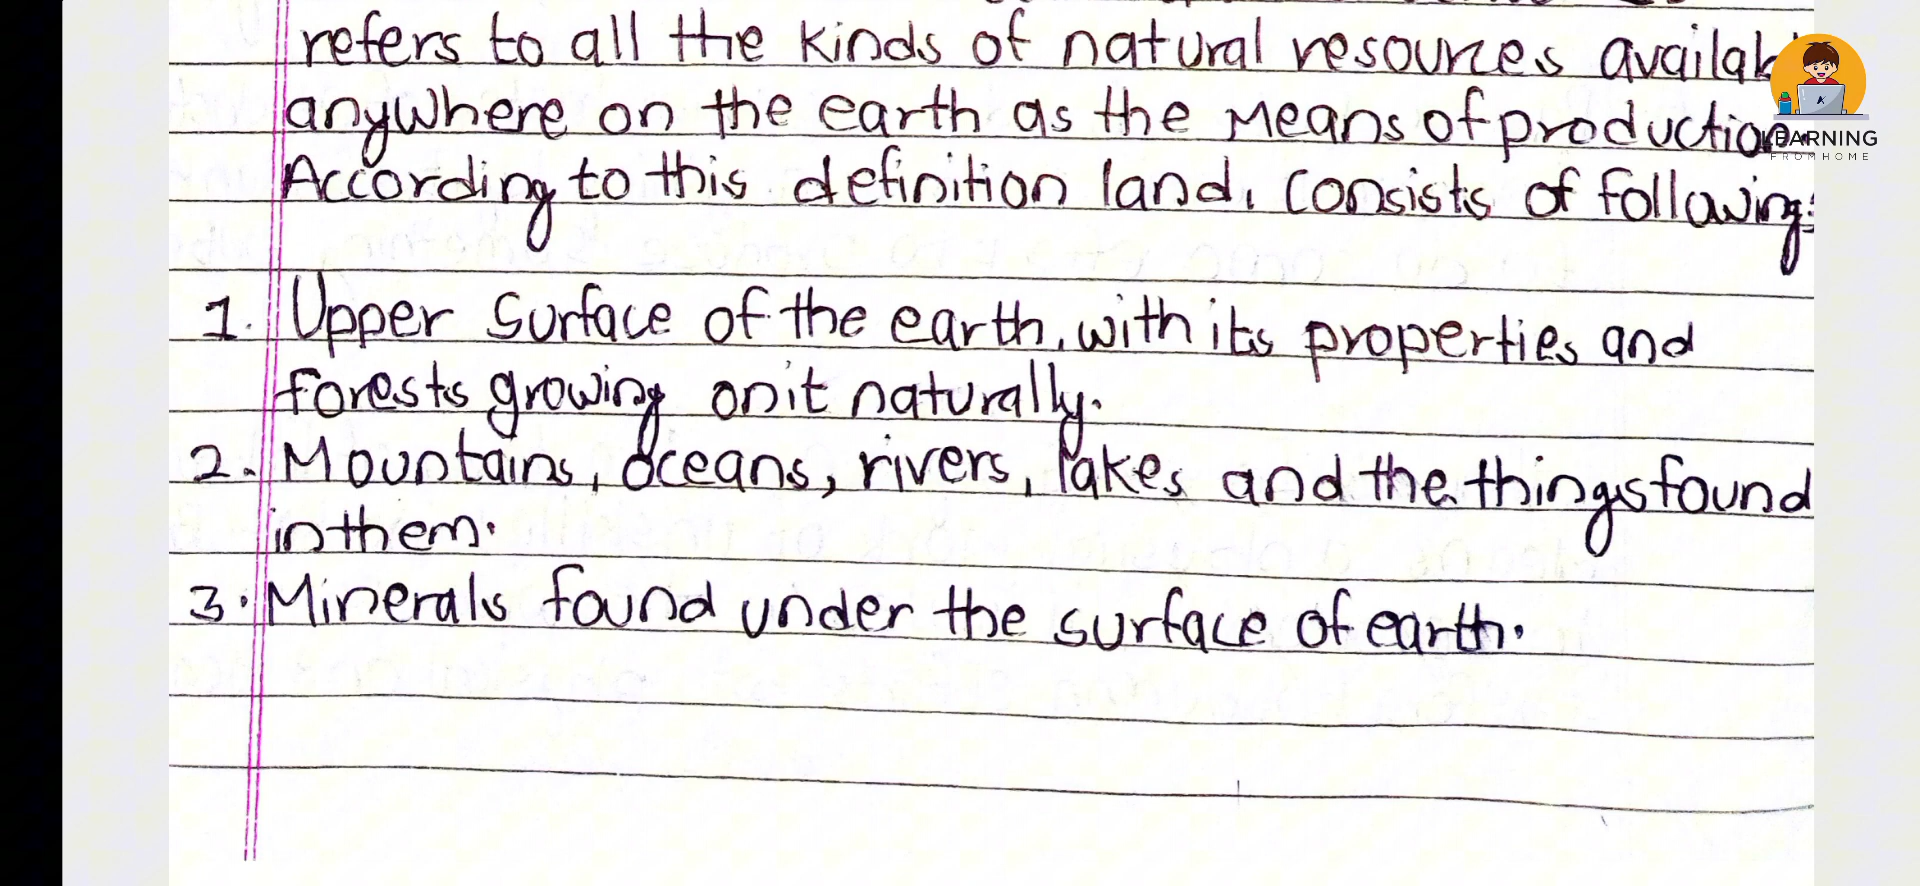 refers to all the kinds of natural resources availab
anywhere on the earth as the Means of production
According to this definition land, consists of following:
1. Upper Surface of the earth, with its properties and
forests growing on it naturally.
2. Mountains, Oceans, rivers, lakes and the things found
in them.
3. Minerals found under the surface of earth.
K
LEARNING
FROM HOME